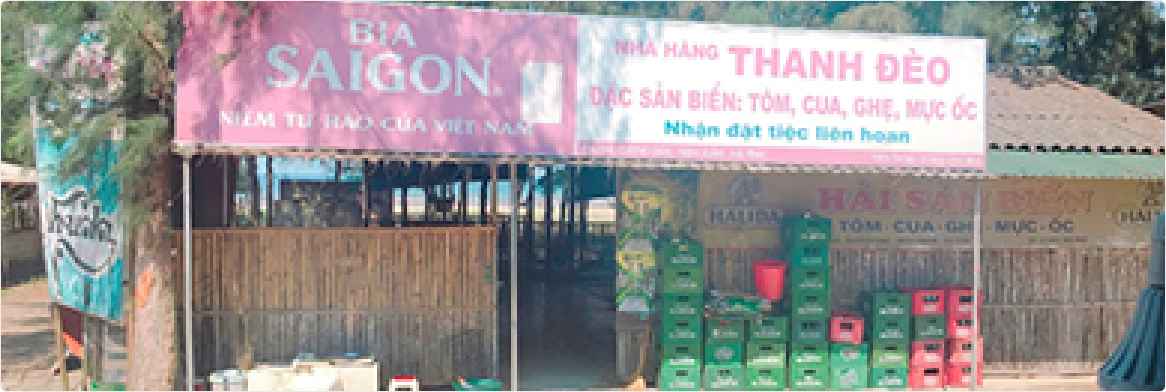 BIA
SAIGON
NIỀM TỰ HÀO CỦA VIỆT NAM
NHÀ HÀNG THANH ĐÈO
ĐẶC SẢN BIỂN: TÔM, CUA, GHẸ, MỰC ỐC
Nhận đặt tiệc liên hoan
HALIDA
HẢI SẢN BIỂN
TÔM - CUA - GHẸ - MỰC - ỐC